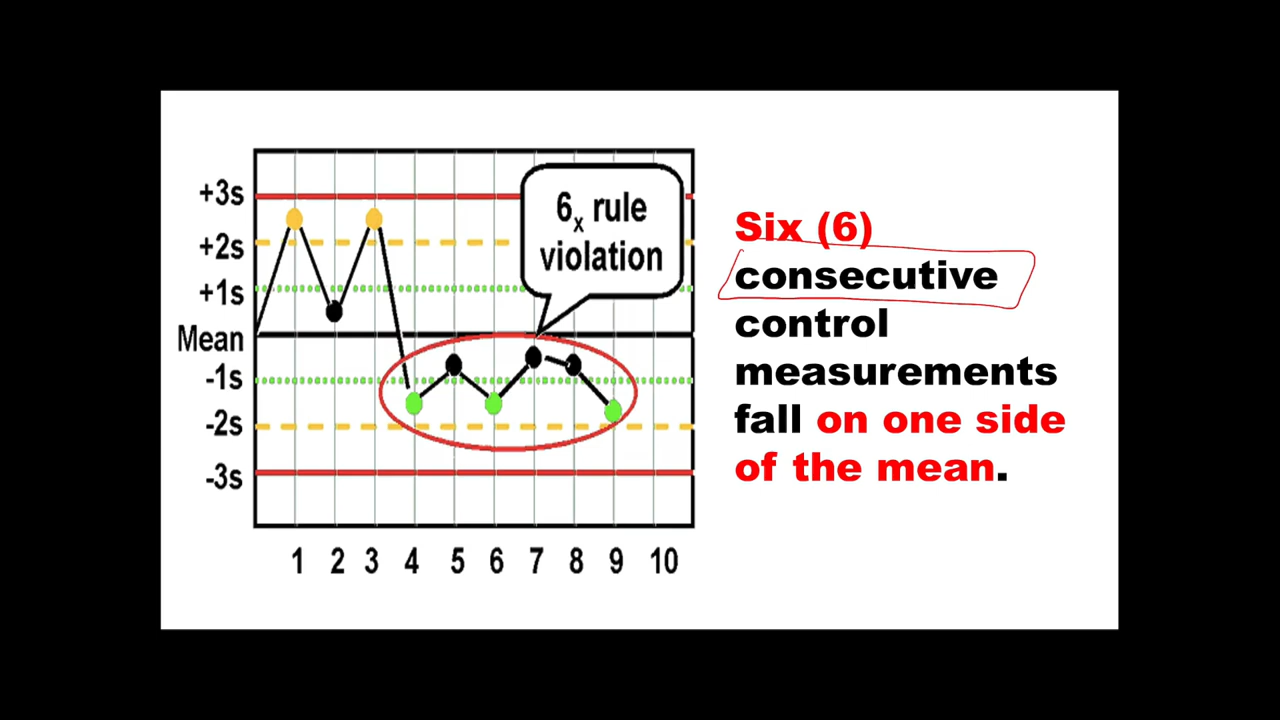 +3s
+2s
+1s
Mean
-1s
-2s
-3s
6x rule
violation
1 2 3 4 5 6 7 8 9 10
Six (6)
consecutive
control
measurements
fall on one side
of the mean.